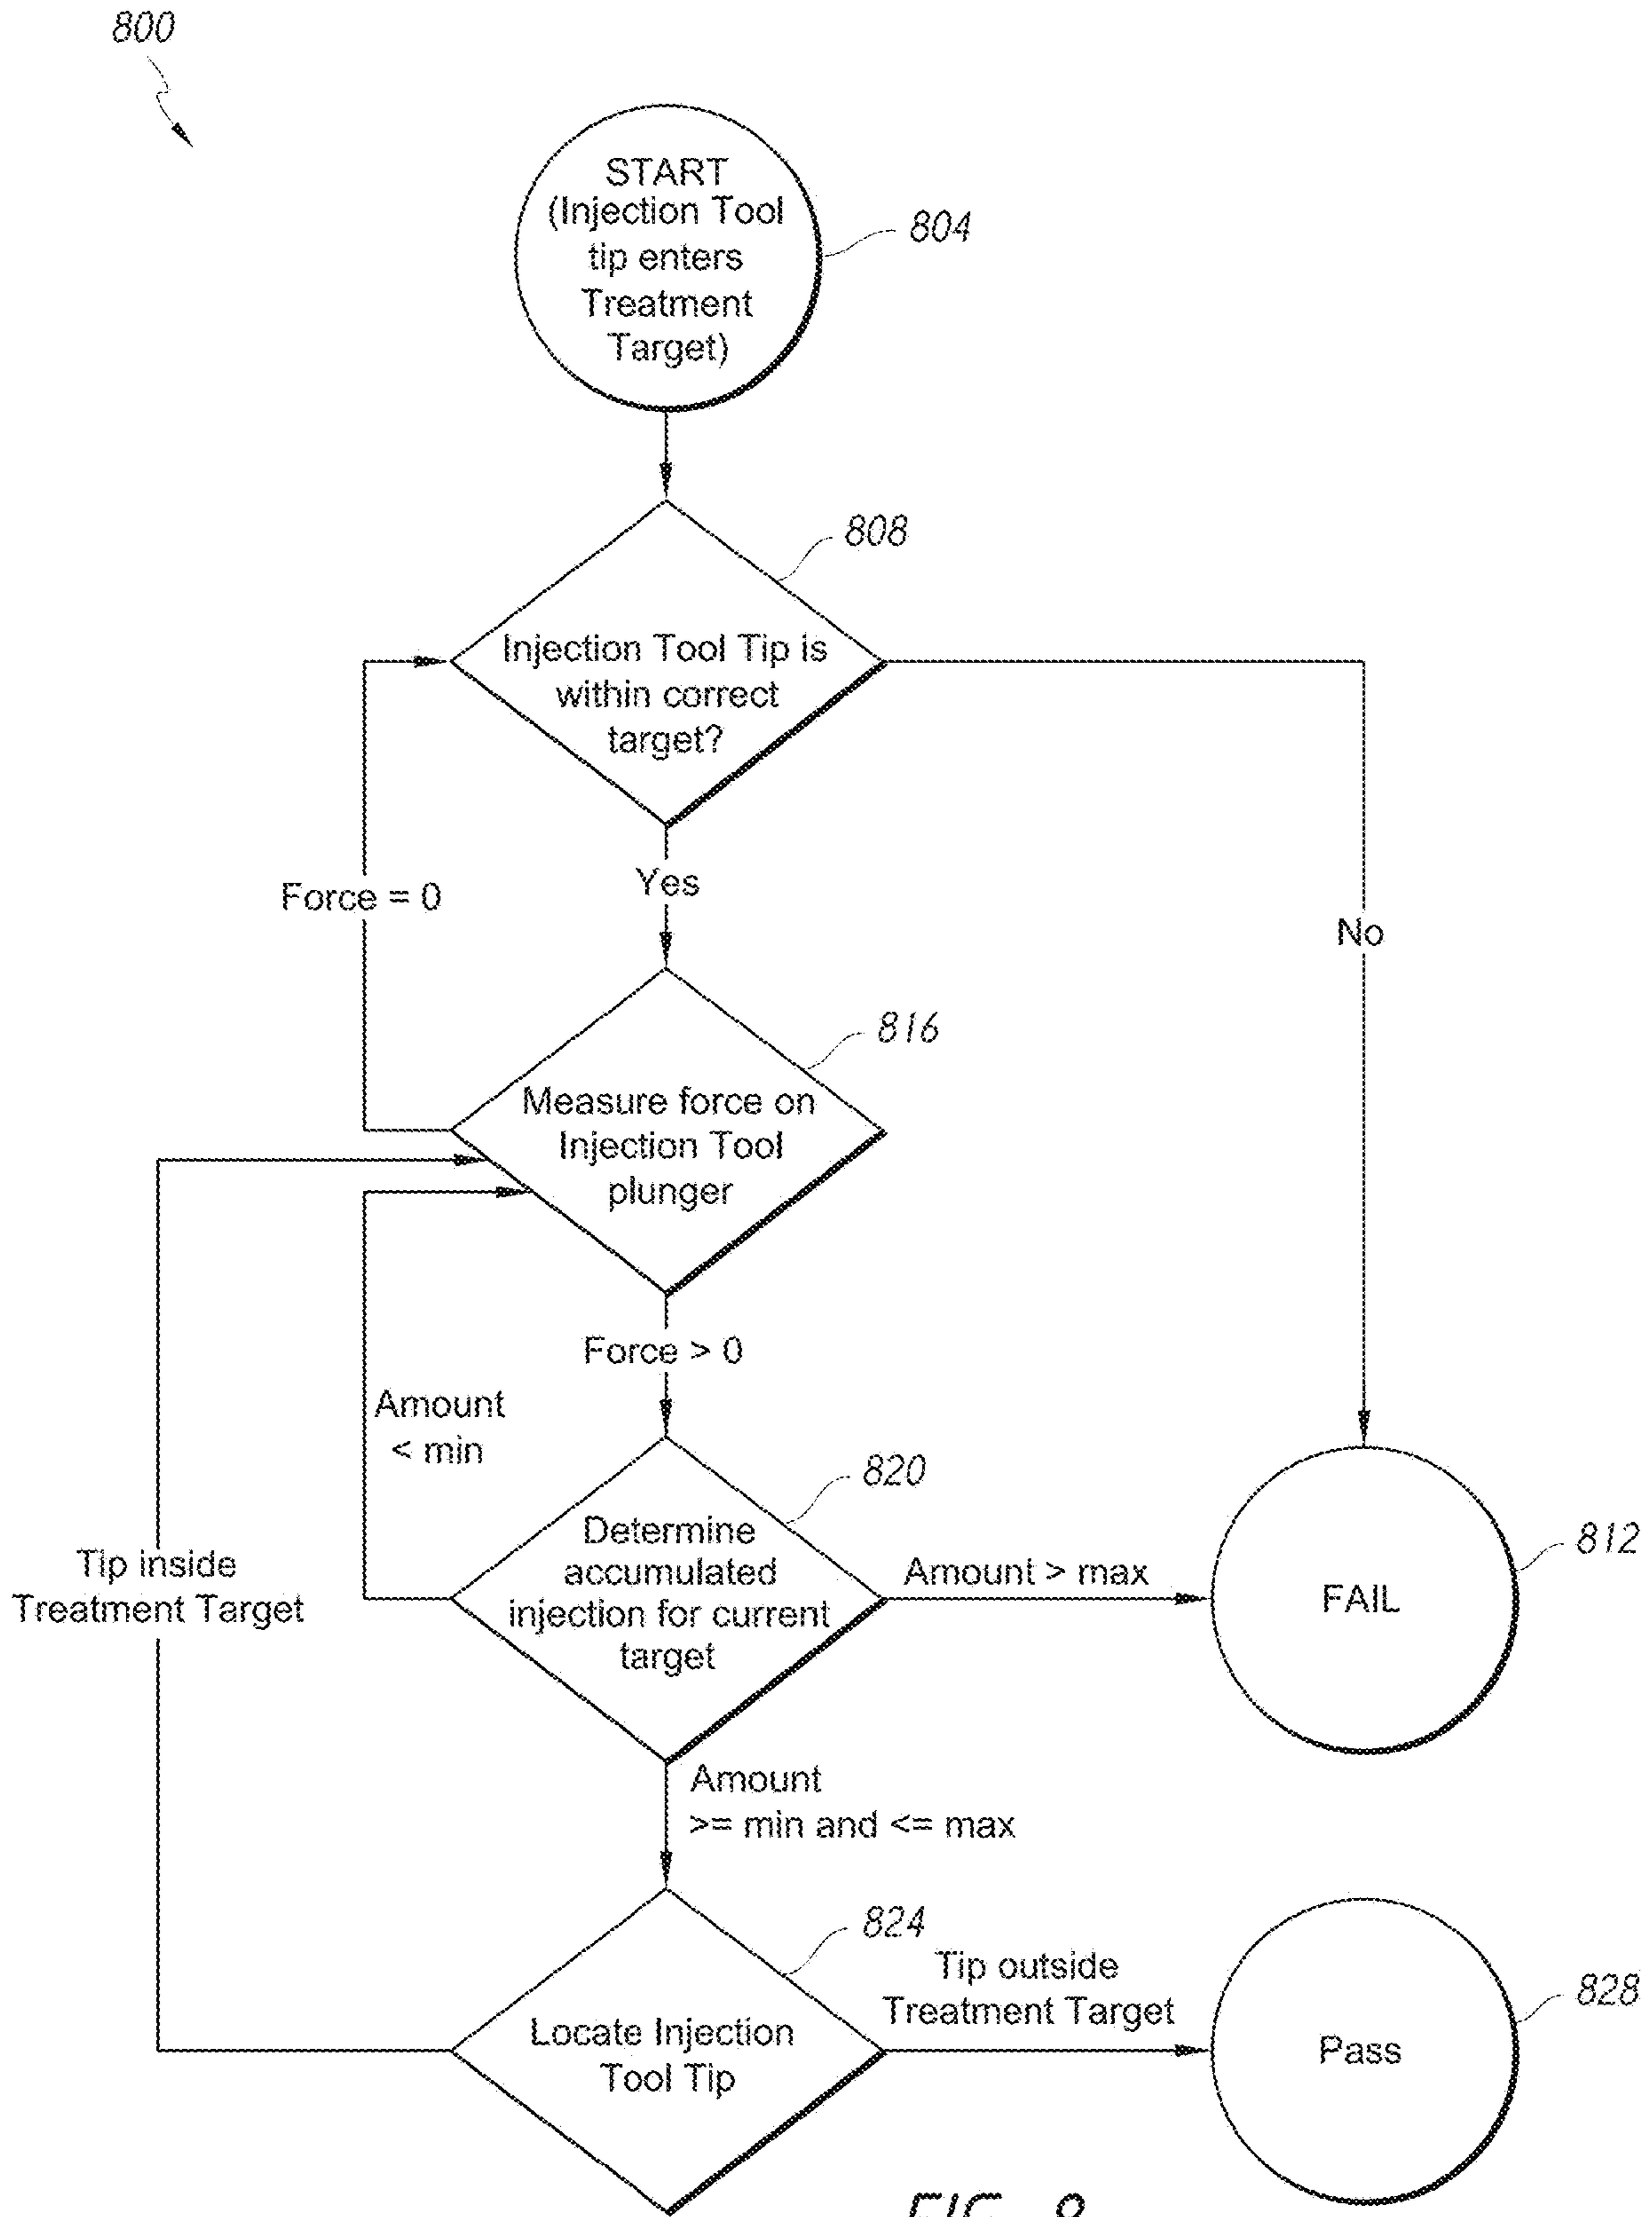 800
START
(Injection Tool
tip enters
Treatment
Target)
804
808
Injection Tool Tip is
within correct
target?
Force = 0
Yes
No
816
Measure force on
Injection Tool
plunger
Force > 0
Amount
< min
820
Determine
accumulated
injection for current
target
Amount > max
812
FAIL
Tip inside
Treatment Target
Amount
>= min and <= max
824
Locate Injection
Tool Tip
Tip outside
Treatment Target
828
Pass